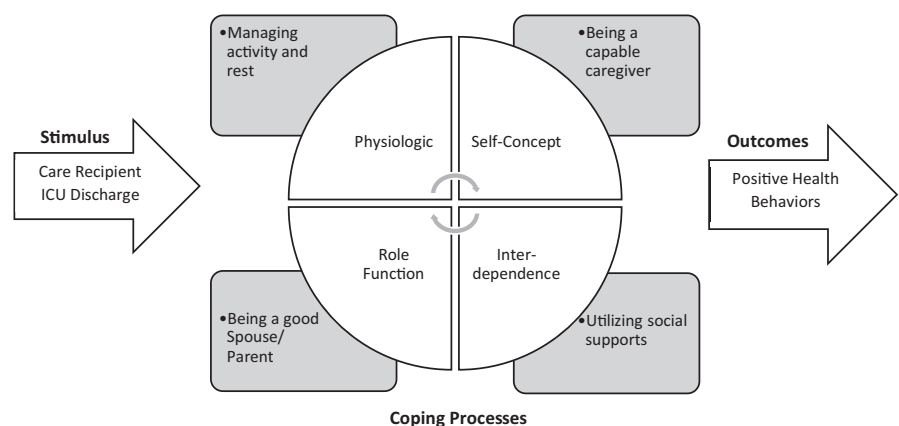 Stimulus
Care Recipient
ICU Discharge
•Managing
activity and
rest
•Being a
capable
caregiver
Physiologic
Self-Concept
Role
Function
Inter-
dependence
•Being a good
Spouse/
Parent
•Utilizing social
supports
Outcomes
Positive Health
Behaviors
Coping Processes